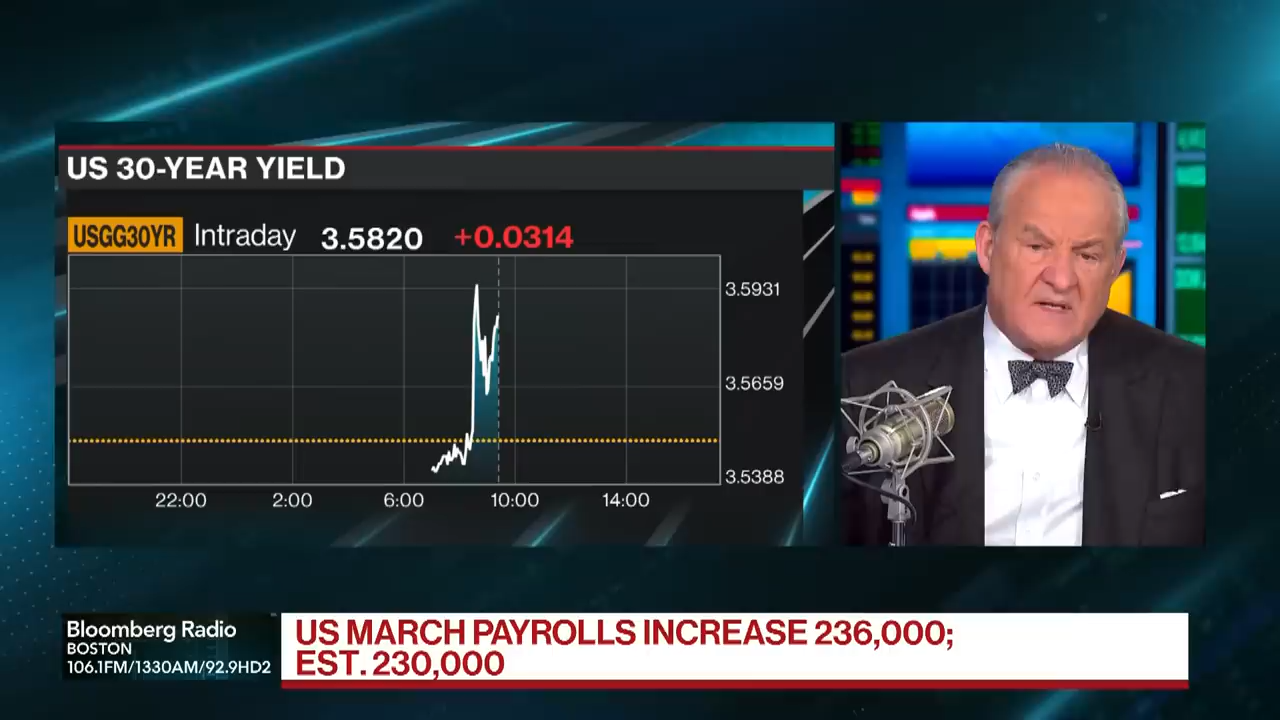 US 30-YEAR YIELD
USGG30YR Intraday 3.5820 +0.0314
3.5931
3.5659
3.5388
22:00 2:00 6:00 10:00 14:00
Bloomberg Radio
BOSTON
106.1FM/1330AM/92.9HD2
US MARCH PAYROLLS INCREASE 236,000;
EST. 230,000